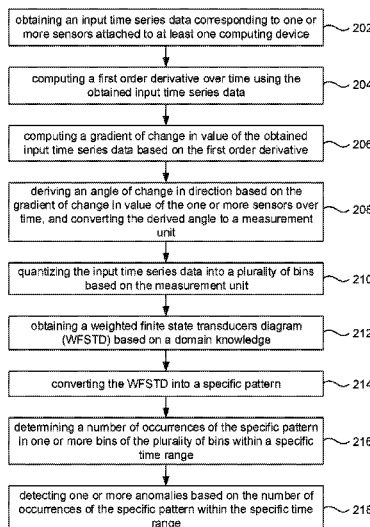 obtaining an input time series data corresponding to one or
more sensors attached to at least one computing device
202
computing a first order derivative over time using the
obtained input time series data
204
computing a gradient of change in value of the obtained
input time series data based on the first order derivative
206
deriving an angle of change in direction based on the
gradient of change in value of the one or more sensors over
time, and converting the derived angle to a measurement
unit
208
quantizing the input time series data into a plurality of bins
based on the measurement unit
210
obtaining a weighted finite state transducers diagram
(WFSTD) based on a domain knowledge
212
converting the WFSTD into a specific pattern
214
determining a number of occurrences of the specific pattern
in one or more bins of the plurality of bins within a specific
time range
216
detecting one or more anomalies based on the number of
occurrences of the specific pattern within the specific time
range
218